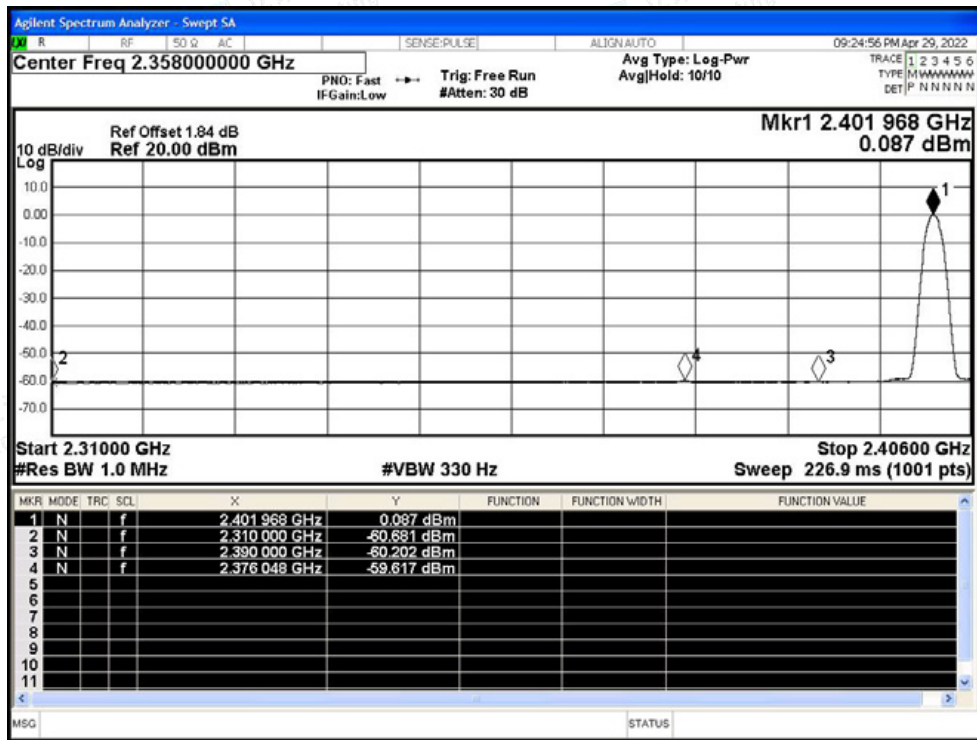 Agilent Spectrum Analyzer - Swept SA
R RF 50 Ω AC SENSE:PULSE ALIGN AUTO 09:24:56 PM Apr 29, 2022
Center Freq 2.358000000 GHz
PNO: Fast
IFGain:Low
Trig: Free Run
#Atten: 30 dB
Avg Type: Log-Pwr
Avg|Hold: 10/10
TRACE 1 2 3 4 5 6
TYPE M
DET P N N N N N
Mkr1 2.401 968 GHz
0.087 dBm
Ref Offset 1.84 dB
10 dB/div Ref 20.00 dBm
Log
10.0
0.00
-10.0
-20.0
-30.0
-40.0
-50.0
-60.0
-70.0
1
2
4
3
Start 2.31000 GHz Stop 2.40600 GHz
#Res BW 1.0 MHz #VBW 330 Hz Sweep 226.9 ms (1001 pts)
MKR MODE TRC SCL X Y FUNCTION FUNCTION WIDTH FUNCTION VALUE
1 N f 2.401 968 GHz 0.087 dBm
2 N f 2.310 000 GHz -60.681 dBm
3 N f 2.390 000 GHz -60.202 dBm
4 N f 2.376 048 GHz -59.617 dBm
5
6
7
8
9
10
11
MSG STATUS